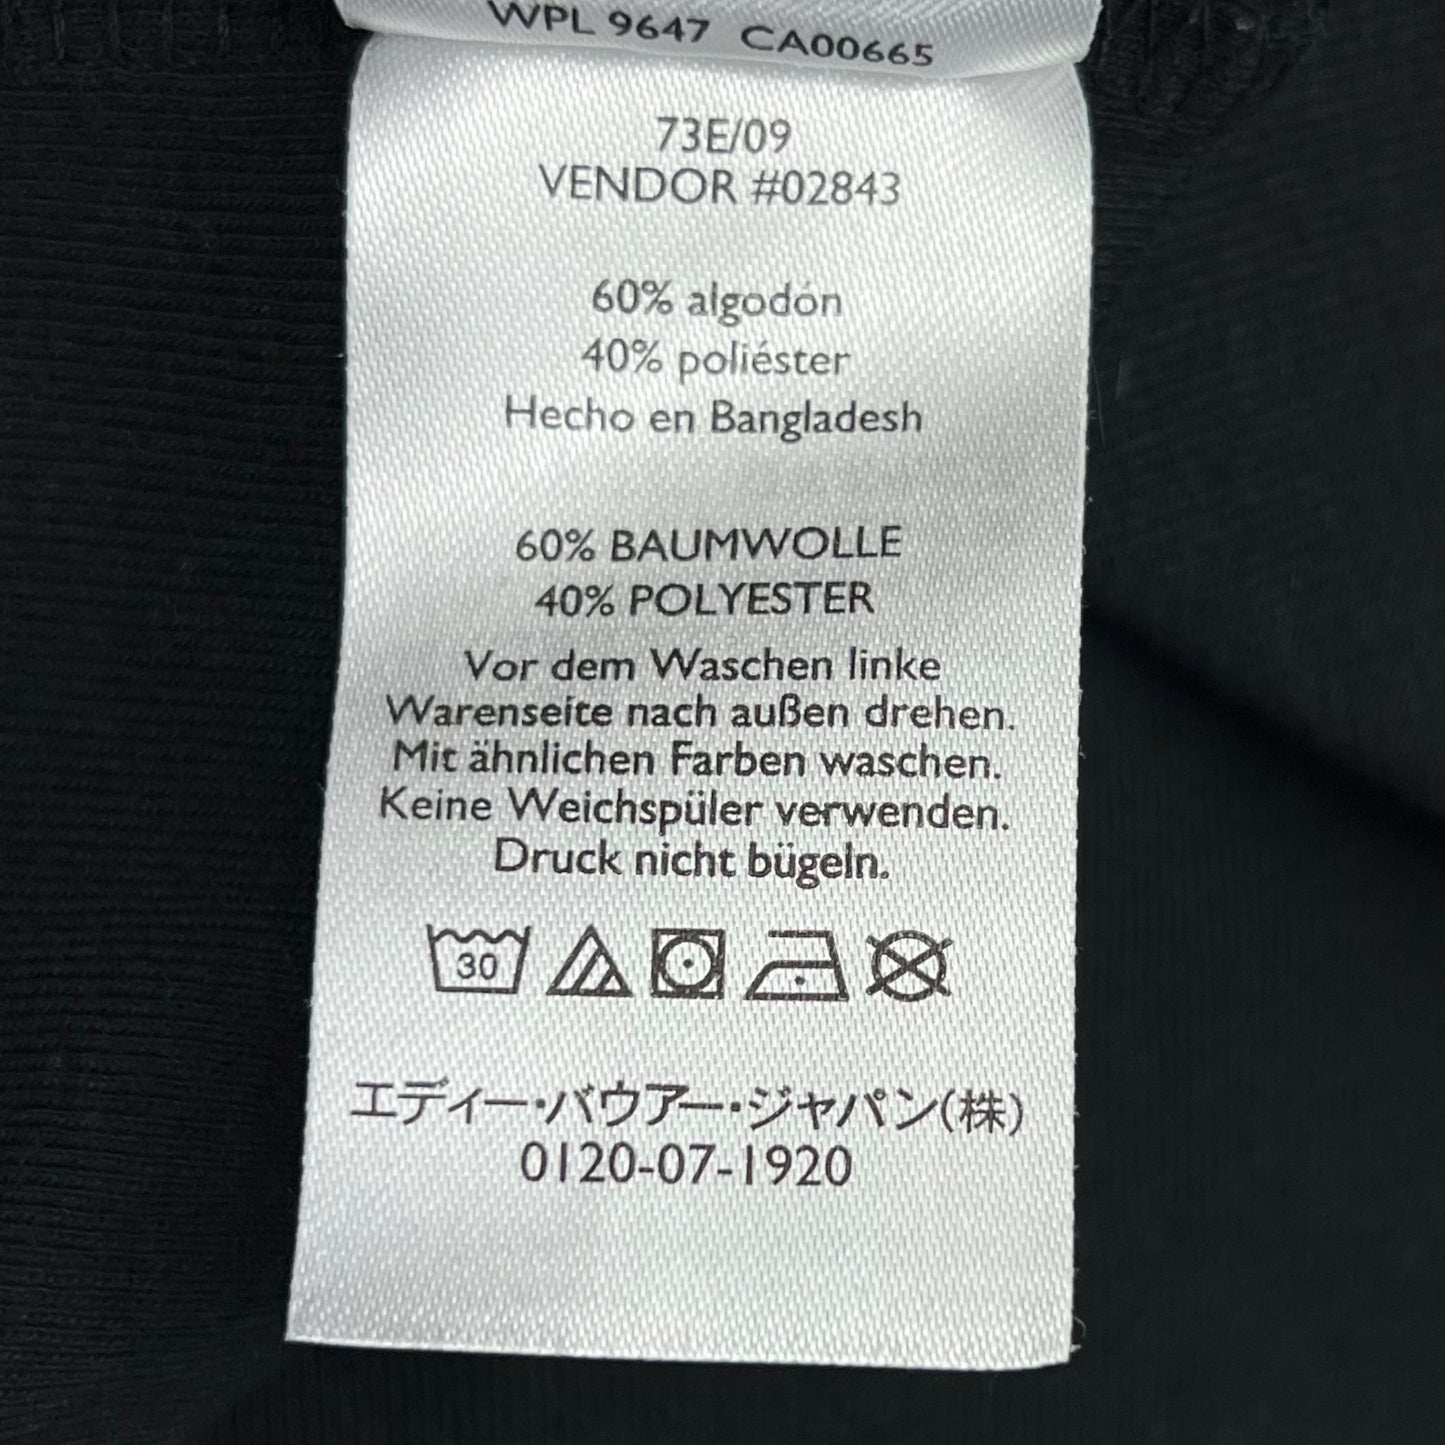 WPL 9647 CA00665
73E/09
VENDOR #02843
60% algodón
40% poliéster
Hecho en Bangladesh
60% BAUMWOLLE
40% POLYESTER
Vor dem Waschen linke
Warenseite nach außen drehen.
Mit ähnlichen Farben waschen.
Keine Weichspüler verwenden.
Druck nicht bügeln.
30
エディー・バウアー・ジャパン(株)
0120-07-1920